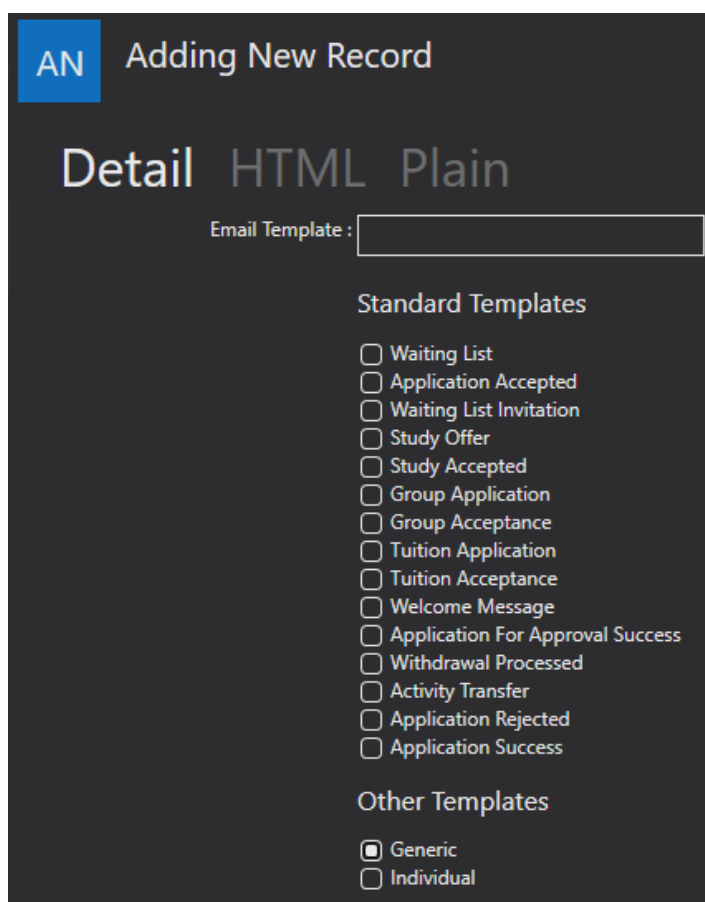 AN Adding New Record
Detail HTML Plain
Email Template :
Standard Templates
Waiting List
Application Accepted
Waiting List Invitation
Study Offer
Study Accepted
Group Application
Group Acceptance
Tuition Application
Tuition Acceptance
Welcome Message
Application For Approval Success
Withdrawal Processed
Activity Transfer
Application Rejected
Application Success
Other Templates
Generic
Individual